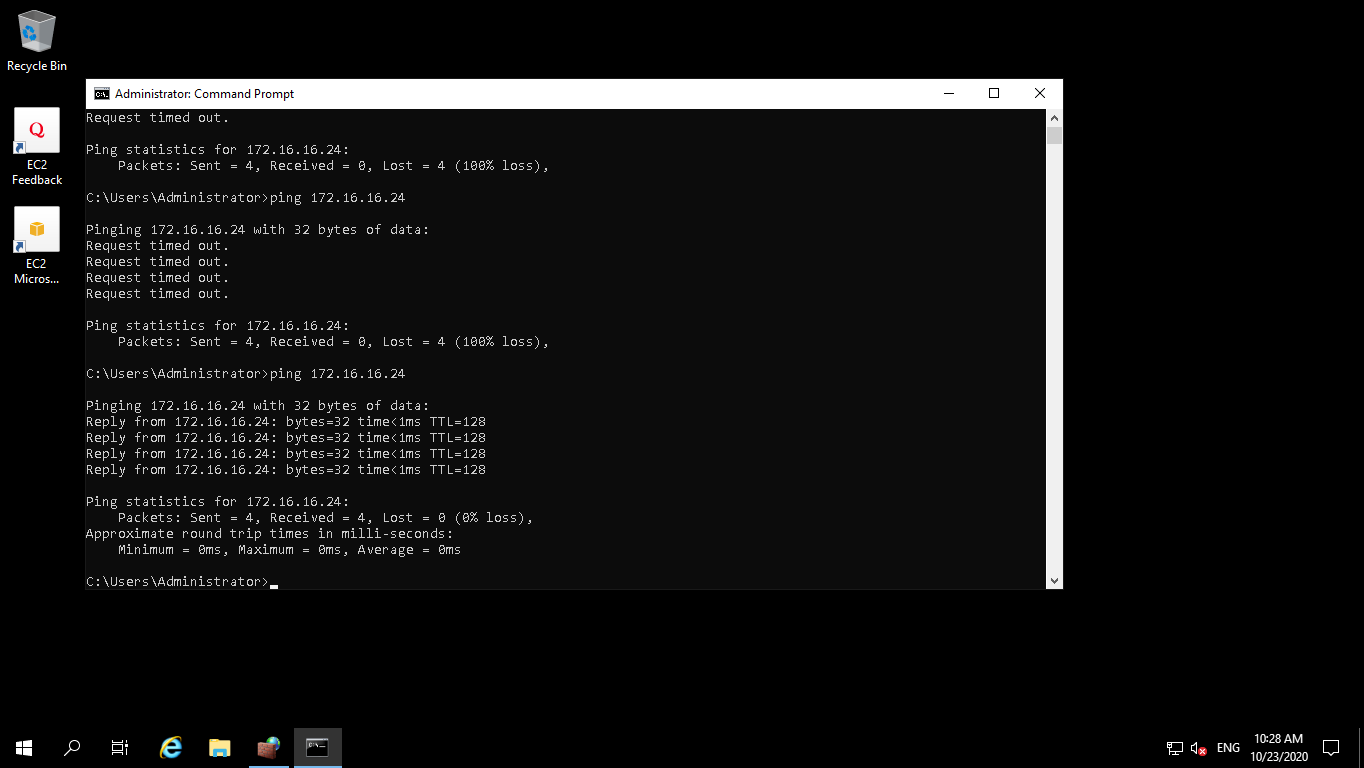 Recycle Bin
Q
EC2
Feedback
EC2
Micros...
C:\.
Administrator: Command Prompt
Request timed out.
Ping statistics for 172.16.16.24:
Packets: Sent = 4, Received = 0, Lost = 4 (100% loss),
C:\Users\Administrator>ping 172.16.16.24
Pinging 172.16.16.24 with 32 bytes of data:
Request timed out.
Request timed out.
Request timed out.
Request timed out.
Ping statistics for 172.16.16.24:
Packets: Sent = 4, Received = 0, Lost = 4 (100% loss),
C:\Users\Administrator>ping 172.16.16.24
Pinging 172.16.16.24 with 32 bytes of data:
Reply from 172.16.16.24: bytes=32 time<1ms TTL=128
Reply from 172.16.16.24: bytes=32 time<1ms TTL=128
Reply from 172.16.16.24: bytes=32 time<1ms TTL=128
Reply from 172.16.16.24: bytes=32 time<1ms TTL=128
Ping statistics for 172.16.16.24:
Packets: Sent = 4, Received = 4, Lost = 0 (0% loss),
Approximate round trip times in milli-seconds:
Minimum = 0ms, Maximum = 0ms, Average = 0ms
C:\Users\Administrator>
ENG
10:28 AM
10/23/2020